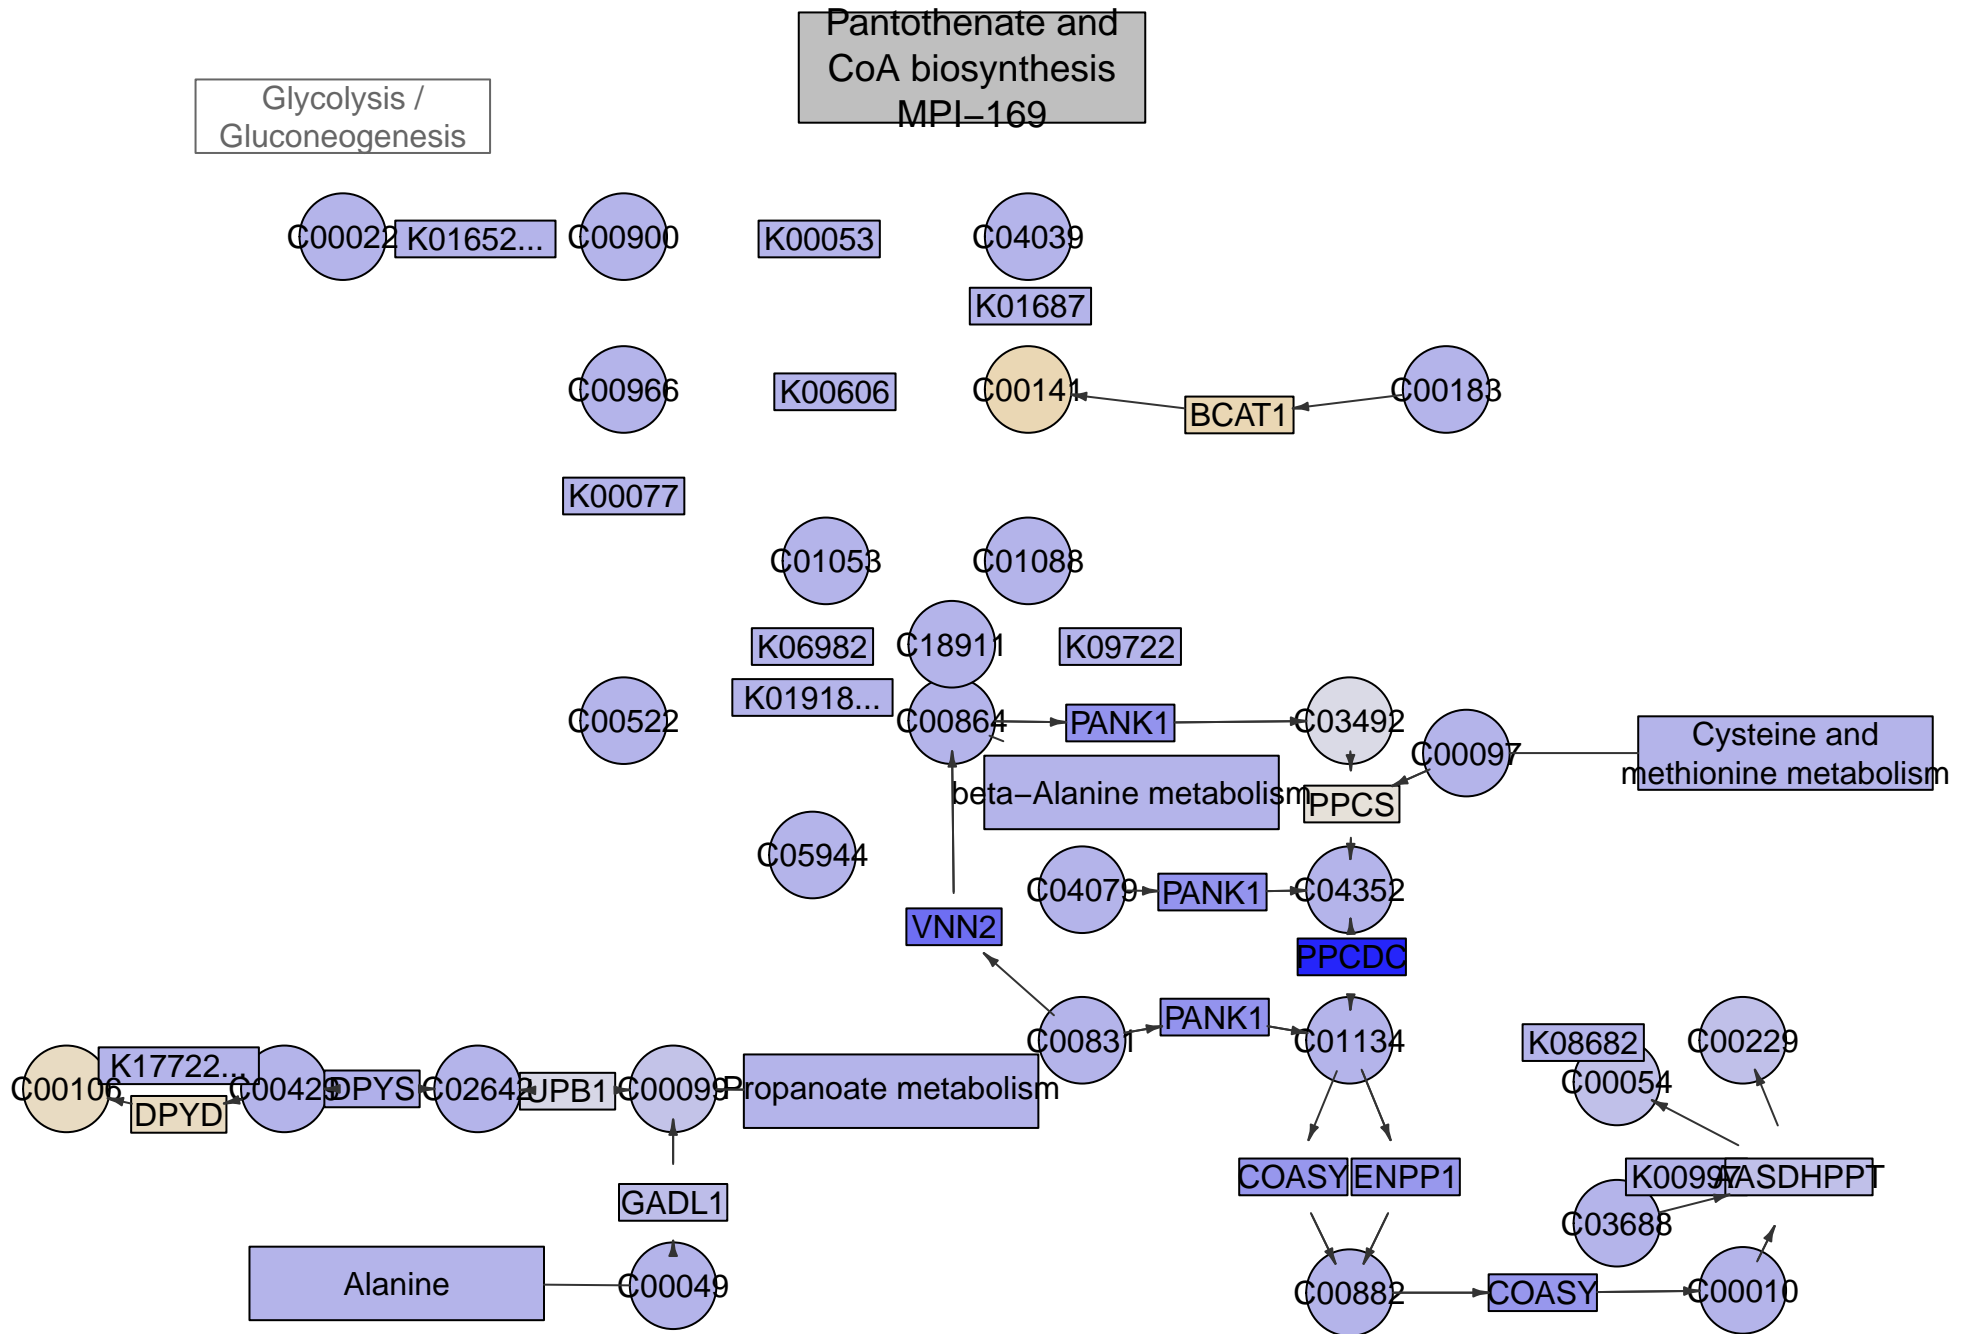 Pantothenate and
CoA biosynthesis
MPI−169
Glycolysis /
Gluconeogenesis
C00022
K01652...
C00900
K00053
C04039
K01687
C00966
K00606
C00141
BCAT1
C00183
K00077
C01053
C01088
K06982
C18911
K09722
K01918...
C00522
C00864
PANK1
C03492
C00097
Cysteine and
methionine metabolism
beta−Alanine metabolism
PPCS
C05944
C04079
PANK1
C04352
VNN2
PPCDC
C00831
PANK1
C01134
K08682
C00229
C00054
K17722...
C00106
DPYD
C00429
DPYS
C02642
UPB1
C00099
Propanoate metabolism
COASY
ENPP1
K00997
AASDHPPT
GADL1
C03688
Alanine
C00049
C00882
COASY
C00010